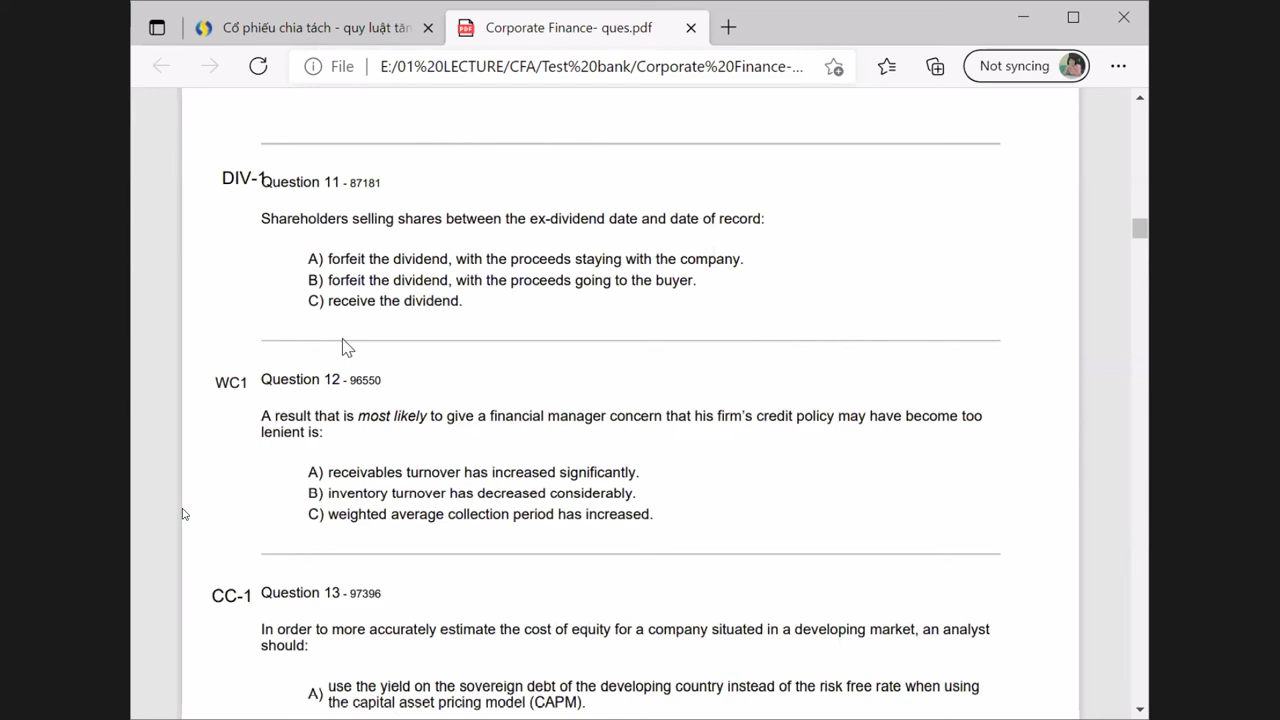 Cổ phiếu chia tách - quy luật tăn
Corporate Finance- ques.pdf
File
E:/01%20LECTURE/CFA/Test%20bank/Corporate%20Finance-...
Not syncing
DIV-1
Question 11 - 87181
Shareholders selling shares between the ex-dividend date and date of record:
A) forfeit the dividend, with the proceeds staying with the company.
B) forfeit the dividend, with the proceeds going to the buyer.
C) receive the dividend.
WC1
Question 12 - 96550
A result that is most likely to give a financial manager concern that his firm's credit policy may have become too
lenient is:
A) receivables turnover has increased significantly.
B) inventory turnover has decreased considerably.
C) weighted average collection period has increased.
CC-1
Question 13 - 97396
In order to more accurately estimate the cost of equity for a company situated in a developing market, an analyst
should:
A) use the yield on the sovereign debt of the developing country instead of the risk free rate when using
the capital asset pricing model (CAPM).